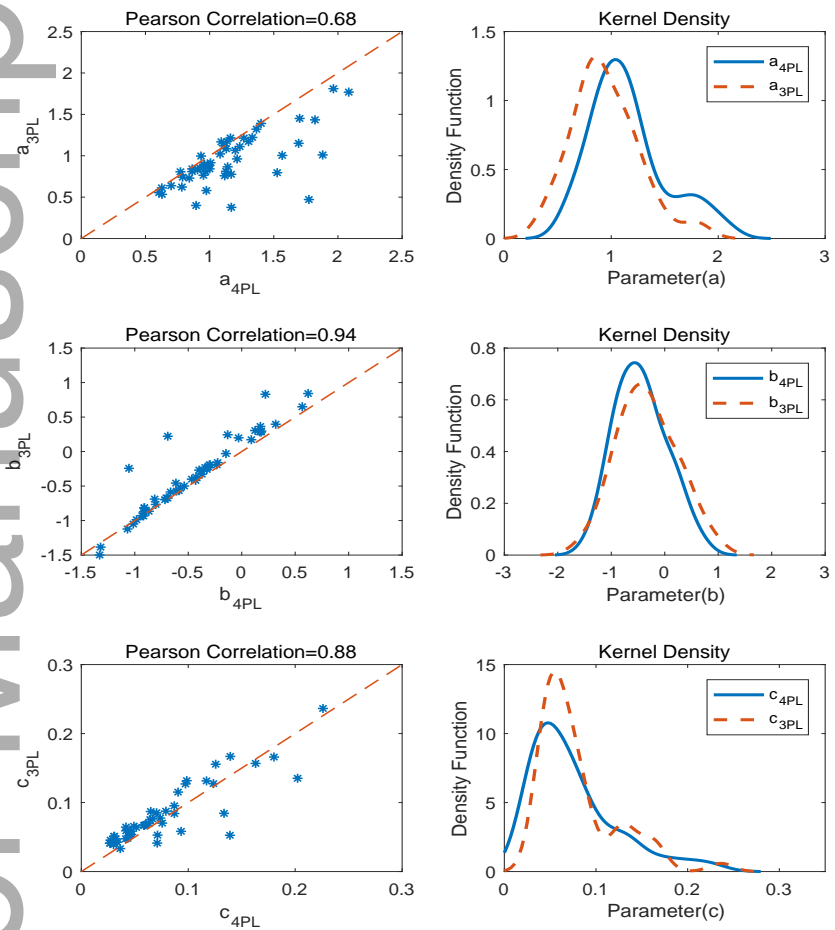 Pearson Correlation=0.68
2.5
2
1.5
1
0.5
0
0 0.5 1 1.5 2 2.5
a3PL
a4PL
Kernel Density
1.5
1
0.5
0
0 1 2 3
Density Function
Parameter(a)
a4PL
a3PL
Pearson Correlation=0.94
1.5
1
0.5
0
-0.5
-1
-1.5
-1.5 -1 -0.5 0 0.5 1 1.5
b3PL
b4PL
Kernel Density
0.8
0.6
0.4
0.2
0
-3 -2 -1 0 1 2 3
Density Function
Parameter(b)
b4PL
b3PL
Pearson Correlation=0.88
0.3
0.2
0.1
0
0 0.1 0.2 0.3
c3PL
c4PL
Kernel Density
15
10
5
0
0 0.1 0.2 0.3
Density Function
Parameter(c)
c4PL
c3PL